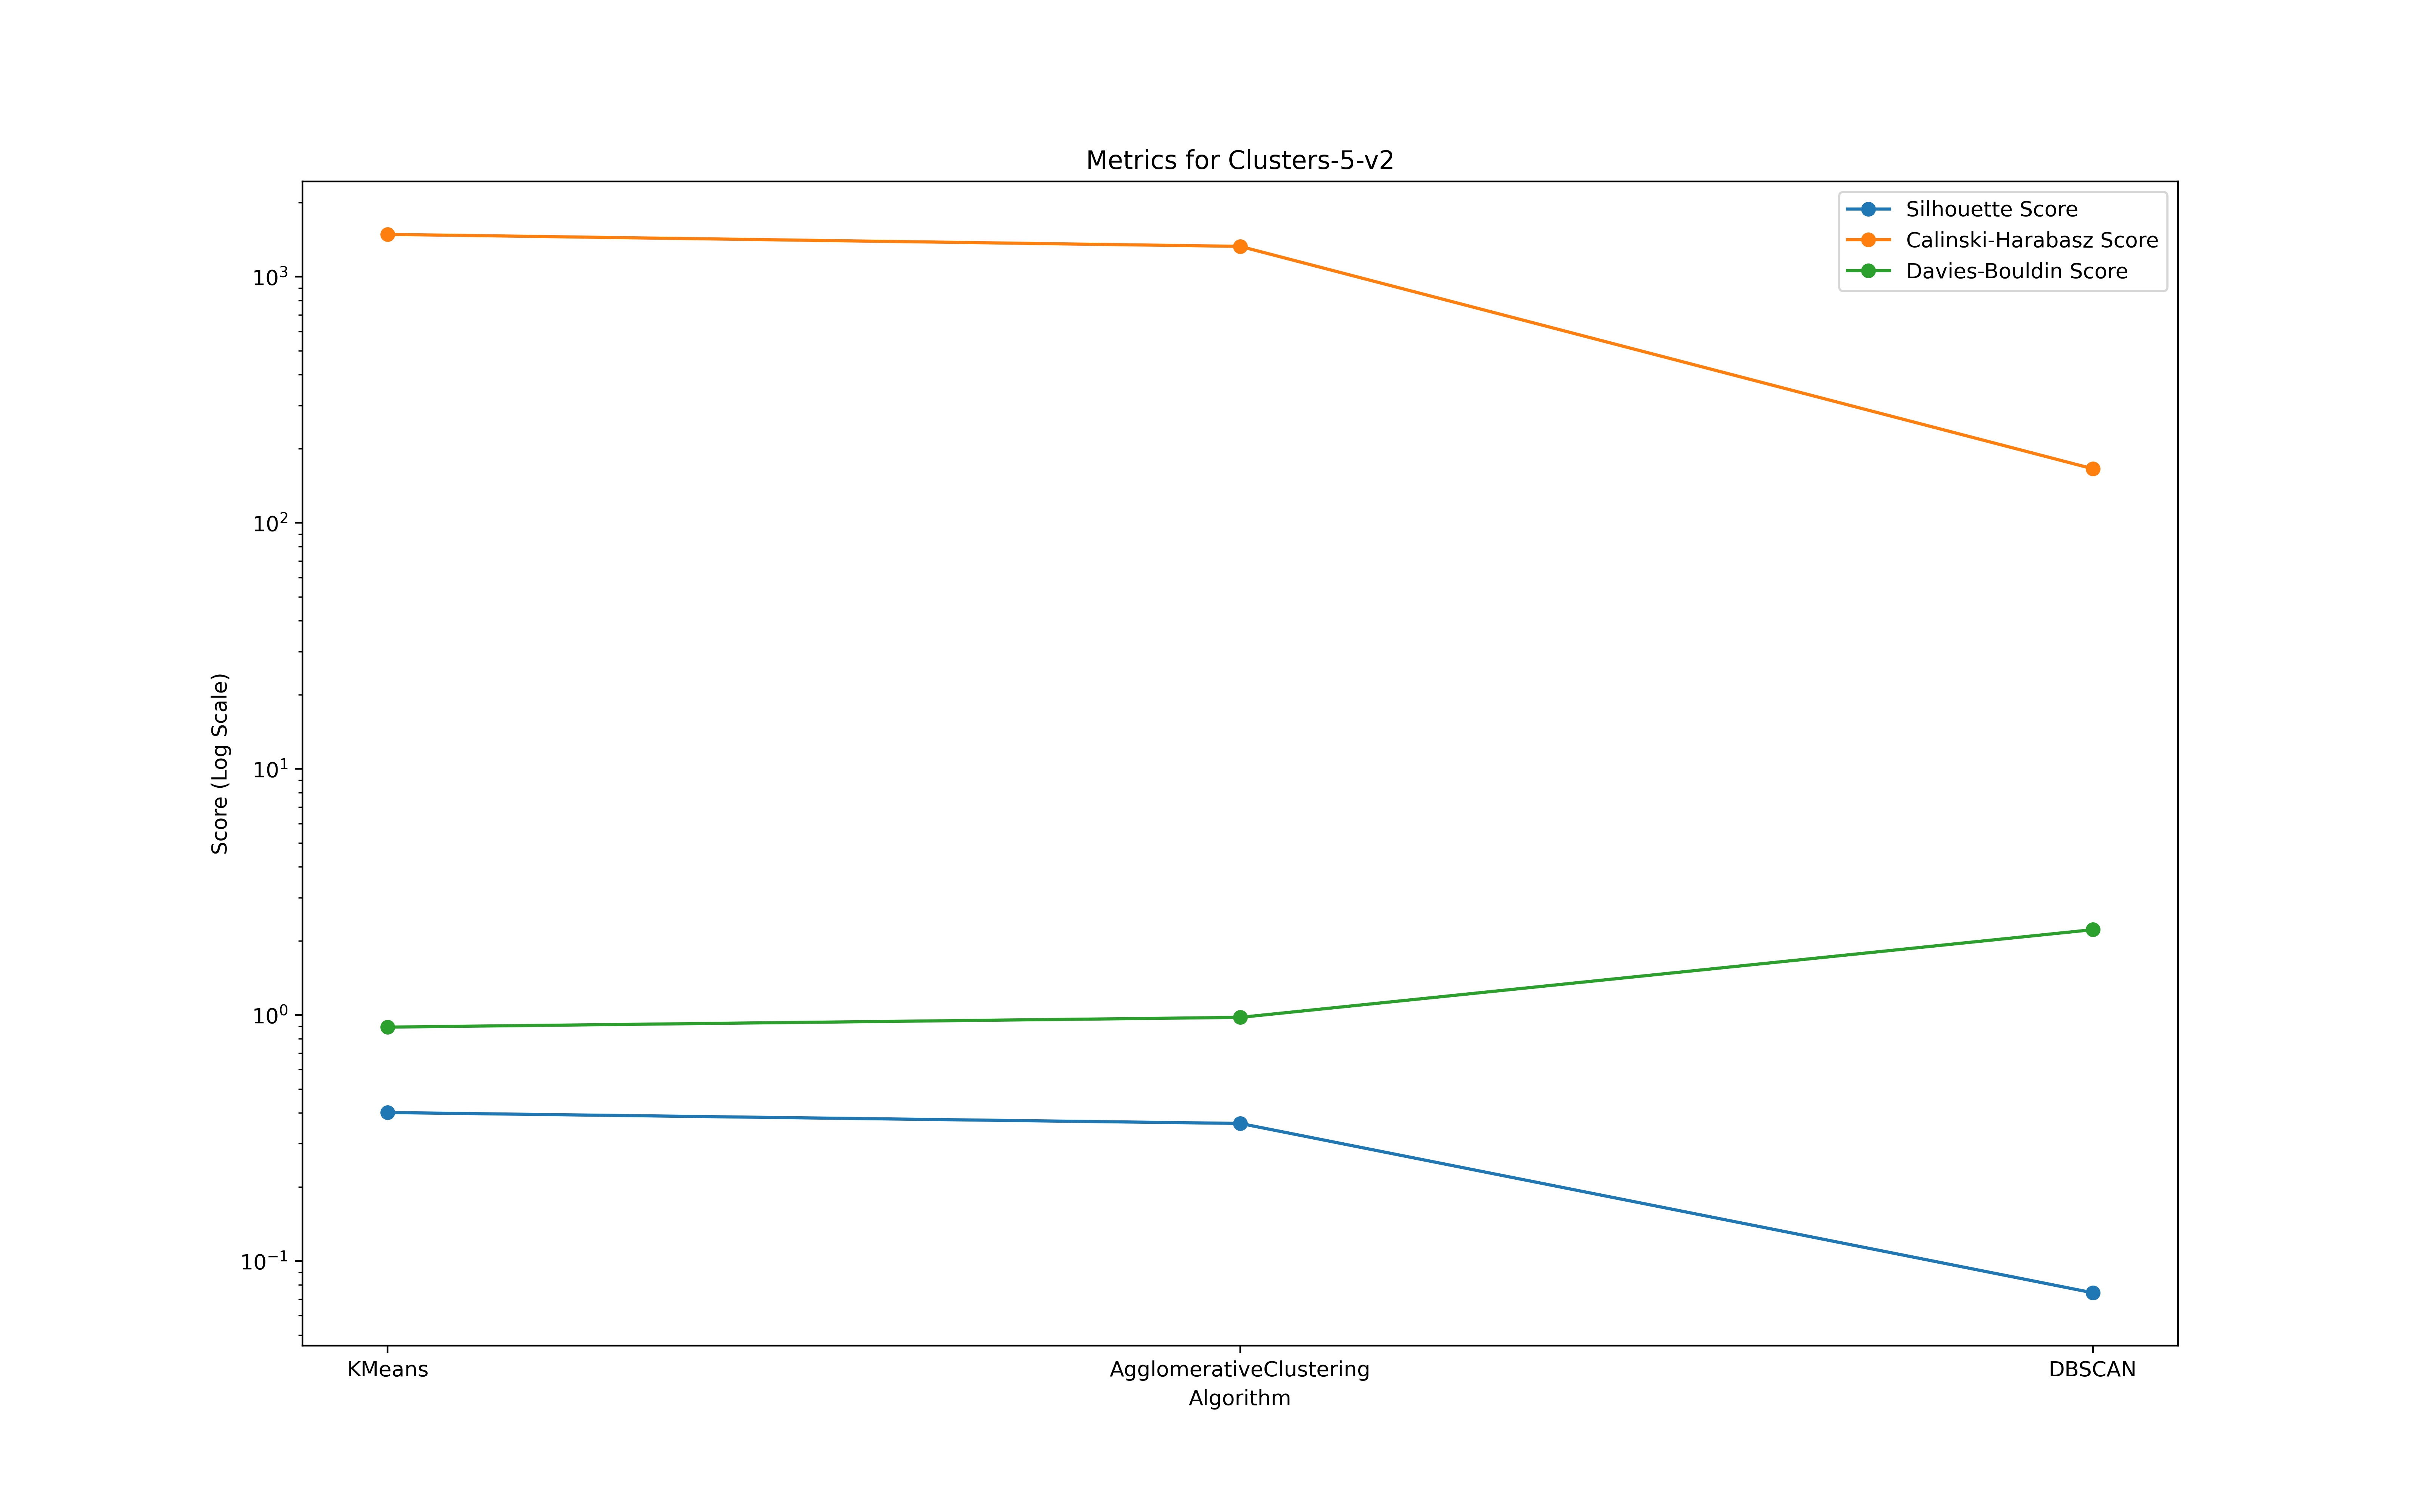 Metrics for Clusters-5-v2
Silhouette Score
Calinski-Harabasz Score
Davies-Bouldin Score
Score (Log Scale)
10³
10²
10¹
10⁰
10⁻¹
KMeans
AgglomerativeClustering
DBSCAN
Algorithm